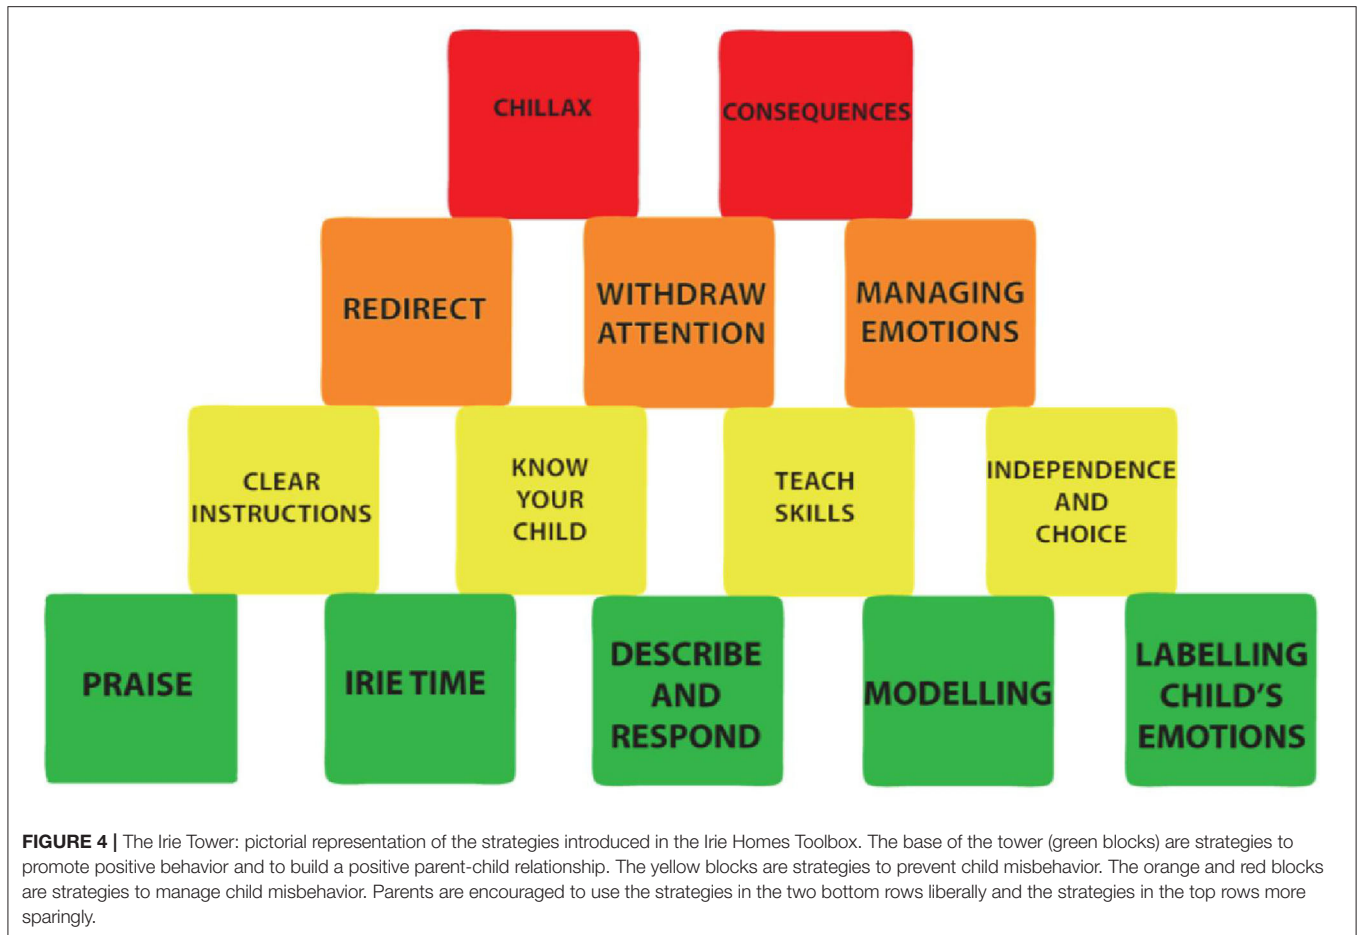 CHILLAX
CONSEQUENCES
REDIRECT
WITHDRAW
ATTENTION
MANAGING
EMOTIONS
CLEAR
INSTRUCTIONS
KNOW
YOUR
CHILD
TEACH
SKILLS
INDEPENDENCE
AND
CHOICE
PRAISE
IRIE TIME
DESCRIBE
AND
RESPOND
MODELLING
LABELLING
CHILD'S
EMOTIONS
FIGURE 4 | The Irie Tower: pictorial representation of the strategies introduced in the Irie Homes Toolbox. The base of the tower (green blocks) are strategies to
promote positive behavior and to build a positive parent-child relationship. The yellow blocks are strategies to prevent child misbehavior. The orange and red blocks
are strategies to manage child misbehavior. Parents are encouraged to use the strategies in the two bottom rows liberally and the strategies in the top rows more
sparingly.